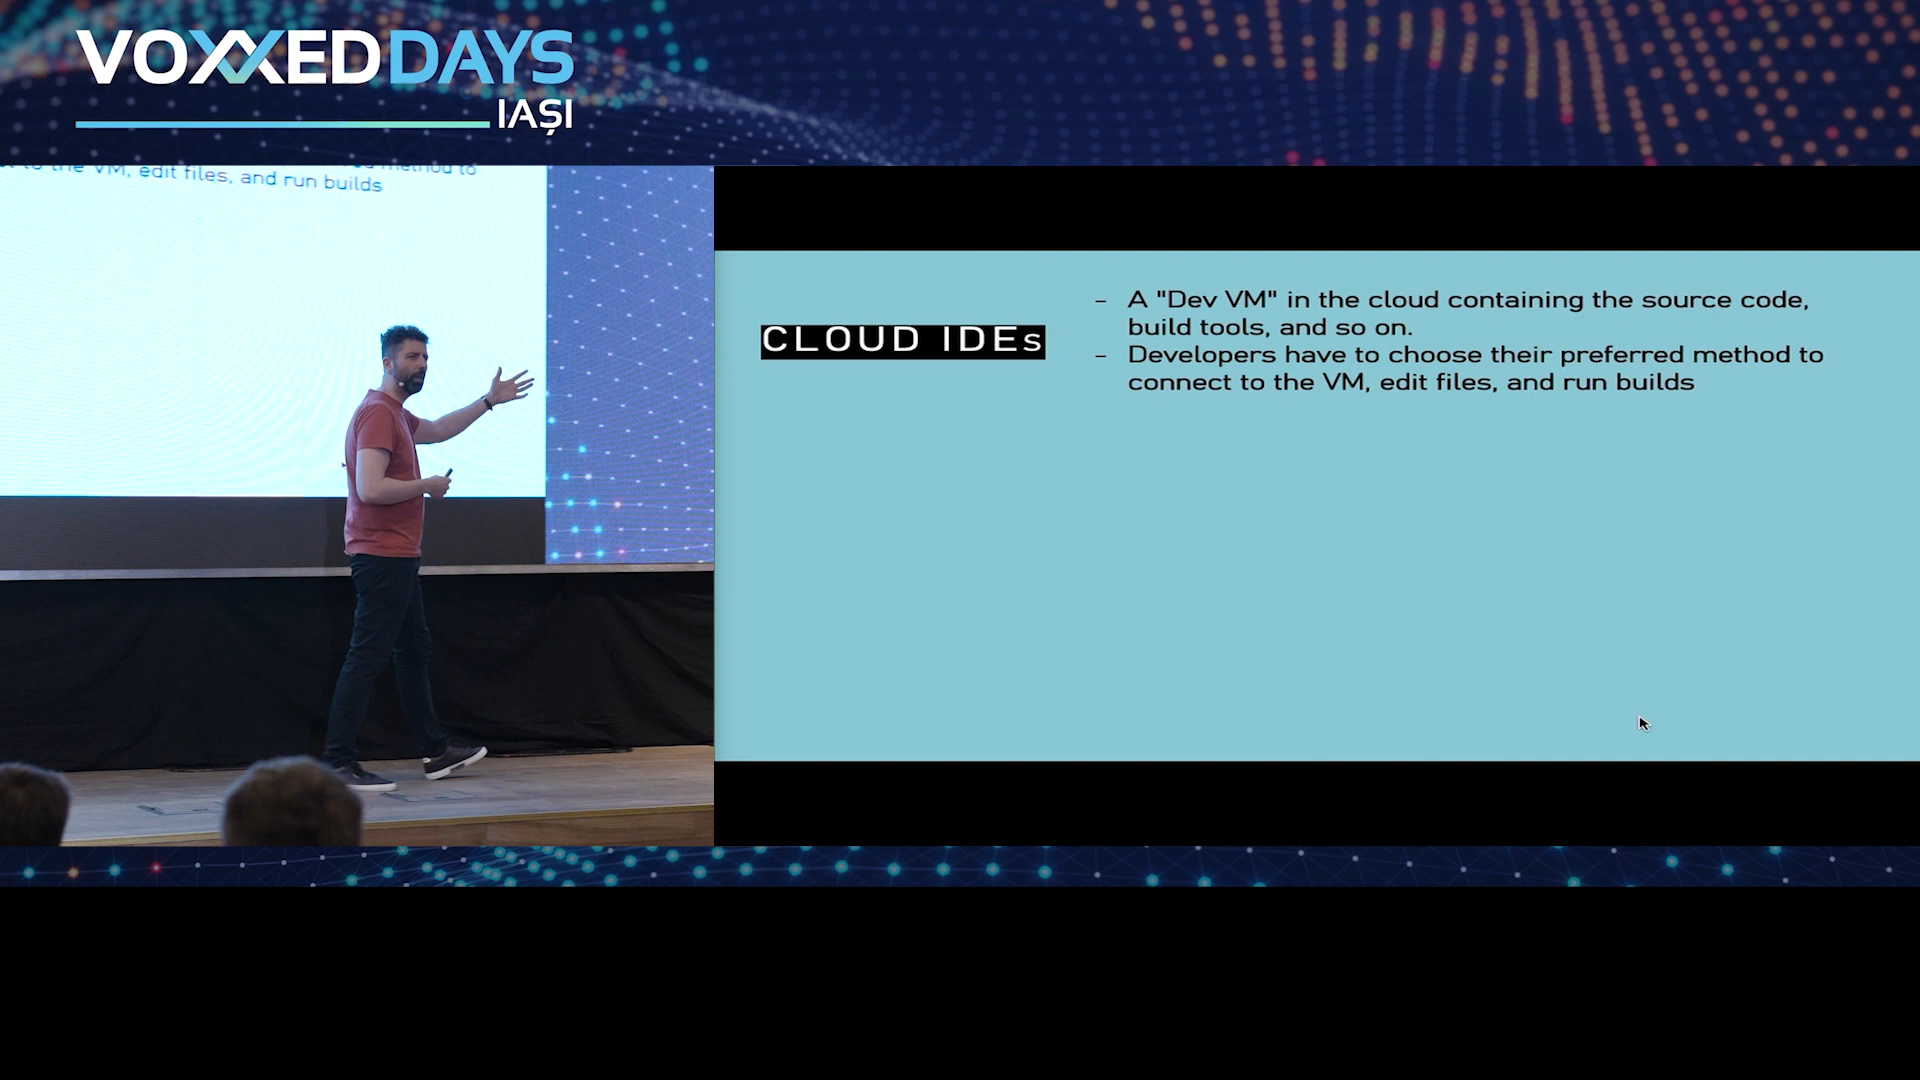 VOXXEDDAYS
IAȘI
to the VM, edit files, and run builds
CLOUD IDEs
- A "Dev VM" in the cloud containing the source code,
build tools, and so on.
- Developers have to choose their preferred method to
connect to the VM, edit files, and run builds